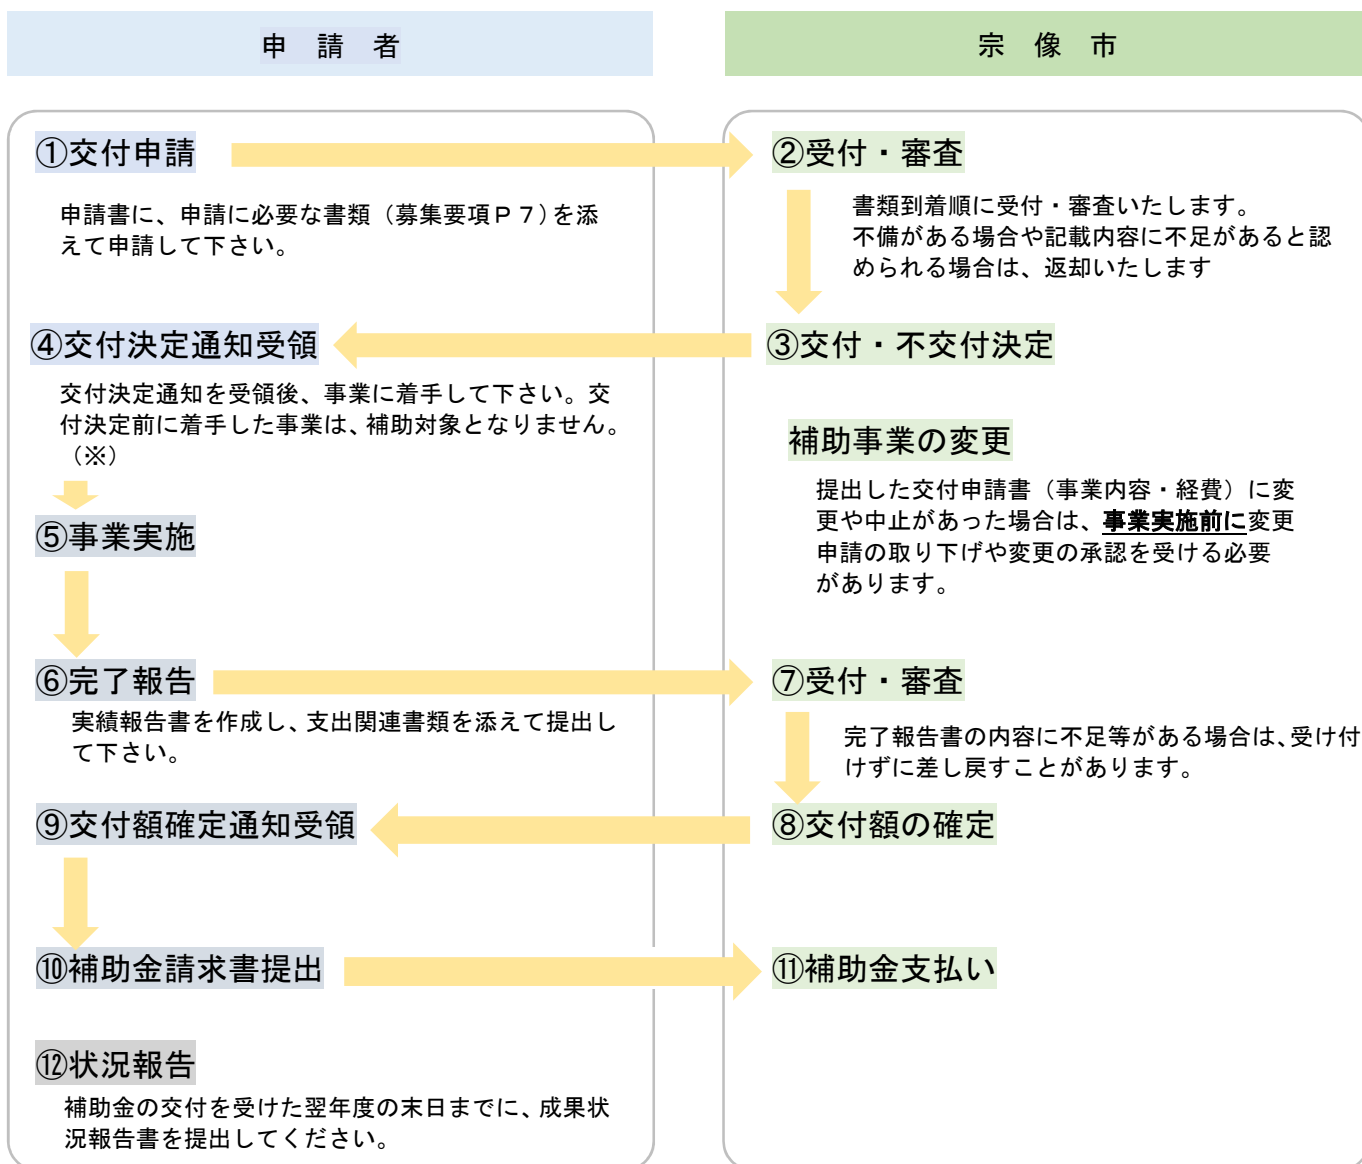 申 請 者
宗 像 市
①交付申請
申請書に、申請に必要な書類（募集要項Ｐ７)を添
えて申請して下さい。
②受付・審査
書類到着順に受付・審査いたします。
不備がある場合や記載内容に不足があると認
められる場合は、返却いたします
④交付決定通知受領
交付決定通知を受領後、事業に着手して下さい。交
付決定前に着手した事業は、補助対象となりません。
（※）
③交付・不交付決定
補助事業の変更
提出した交付申請書（事業内容・経費）に変
更や中止があった場合は、事業実施前に変更
申請の取り下げや変更の承認を受ける必要
があります。
⑤事業実施
⑥完了報告
実績報告書を作成し、支出関連書類を添えて提出し
て下さい。
⑦受付・審査
完了報告書の内容に不足等がある場合は、受け付
けずに差し戻すことがあります。
⑨交付額確定通知受領
⑧交付額の確定
⑩補助金請求書提出
⑪補助金支払い
⑫状況報告
補助金の交付を受けた翌年度の末日までに、成果状
況報告書を提出してください。